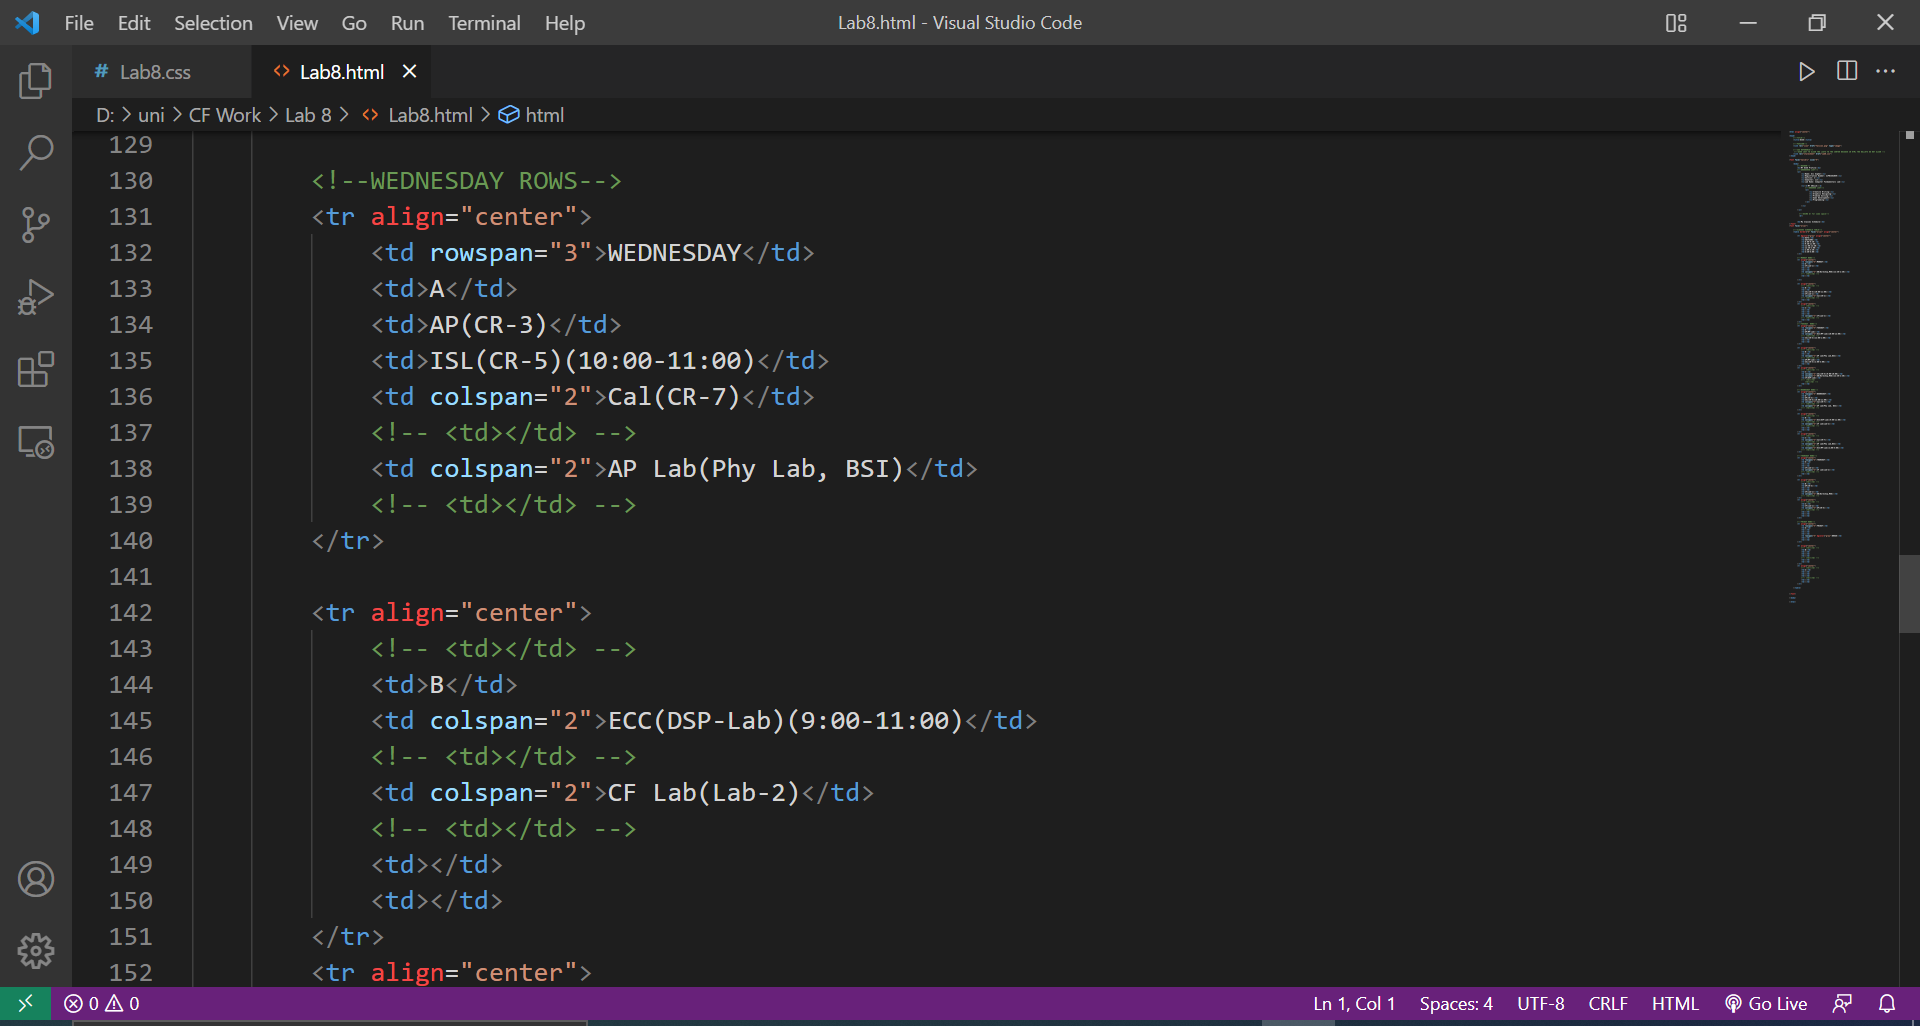 File Edit Selection View Go Run Terminal Help Lab8.html - Visual Studio Code
# Lab8.css <> Lab8.html
D: > uni > CF Work > Lab 8 > <> Lab8.html > html
129
130 <!--WEDNESDAY ROWS-->
131 <tr align="center">
132 <td rowspan="3">WEDNESDAY</td>
133 <td>A</td>
134 <td>AP(CR-3)</td>
135 <td>ISL(CR-5)(10:00-11:00)</td>
136 <td colspan="2">Cal(CR-7)</td>
137 <!-- <td></td> -->
138 <td colspan="2">AP Lab(Phy Lab, BSI)</td>
139 <!-- <td></td> -->
140 </tr>
141
142 <tr align="center">
143 <!-- <td></td> -->
144 <td>B</td>
145 <td colspan="2">ECC(DSP-Lab)(9:00-11:00)</td>
146 <!-- <td></td> -->
147 <td colspan="2">CF Lab(Lab-2)</td>
148 <!-- <td></td> -->
149 <td></td>
150 <td></td>
151 </tr>
152 <tr align="center">
0 0 Ln 1, Col 1 Spaces: 4 UTF-8 CRLF HTML Go Live